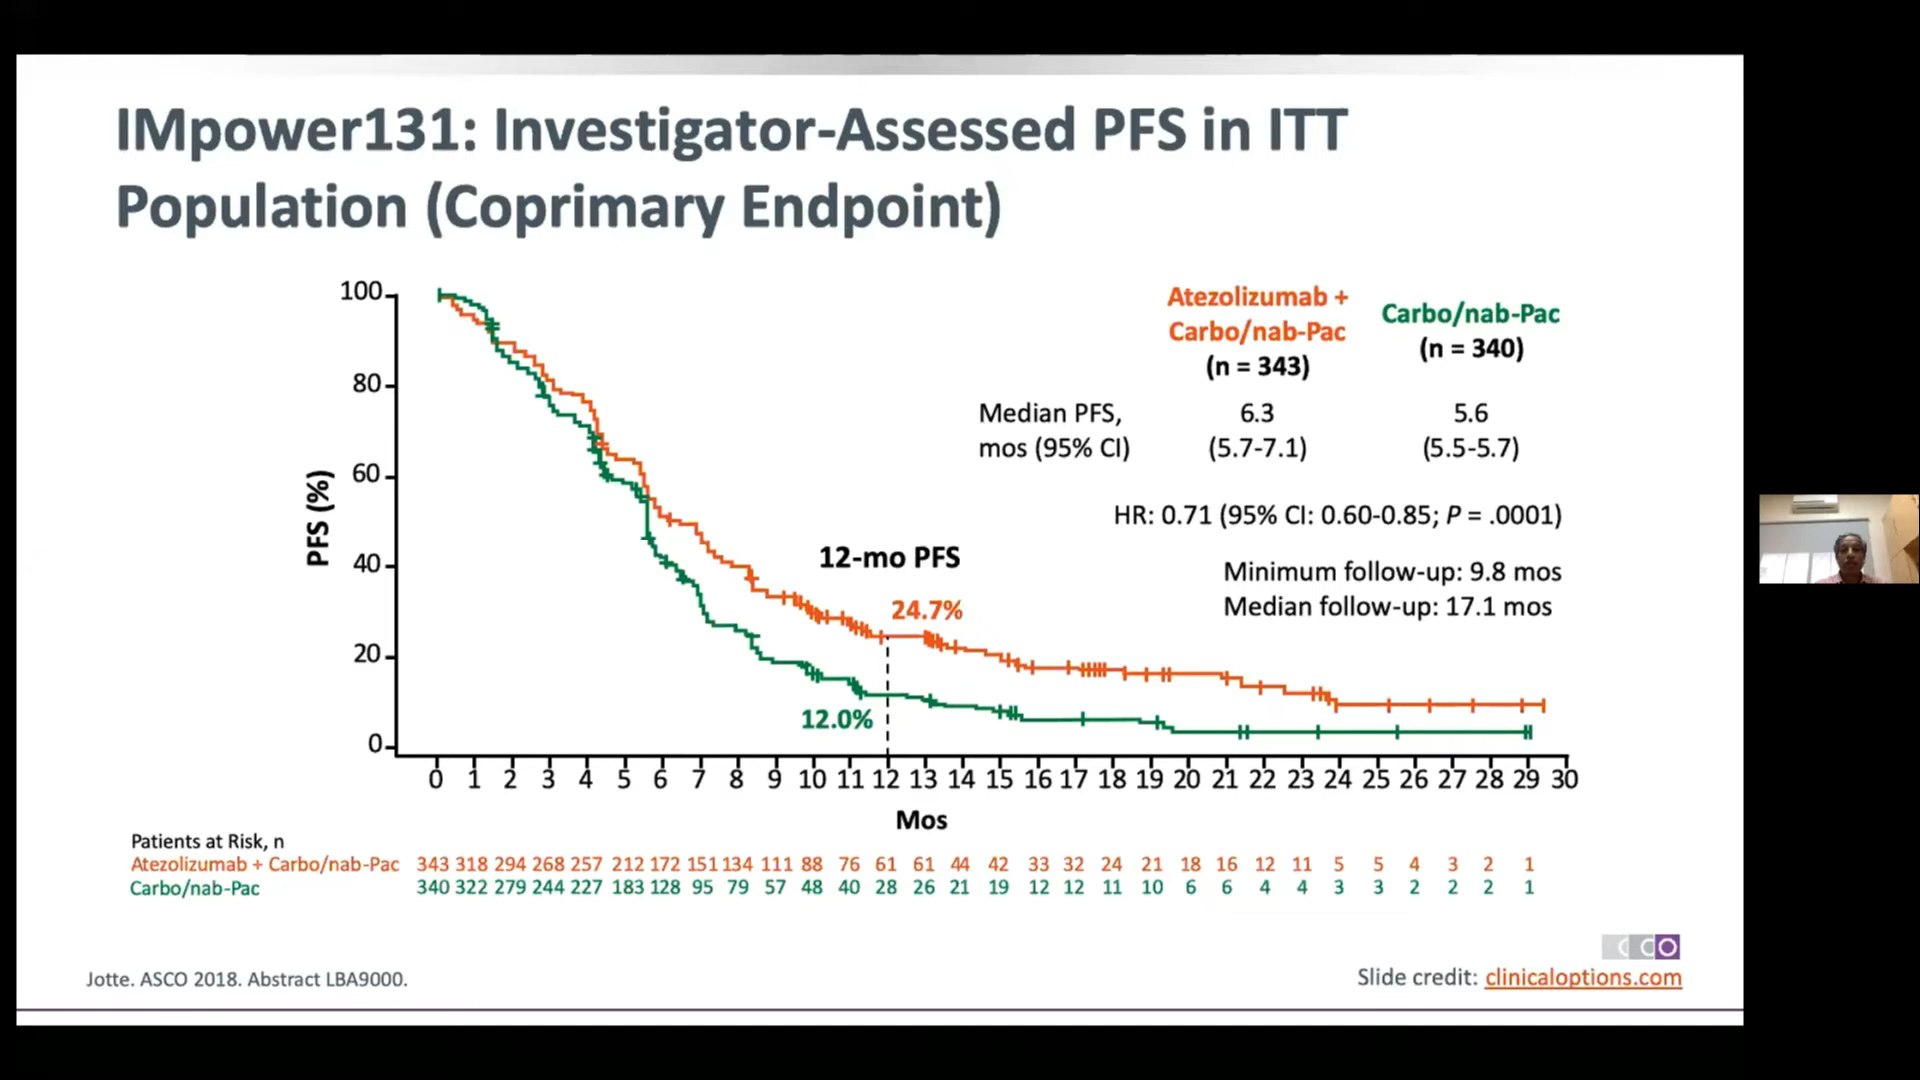 IMpower131: Investigator-Assessed PFS in ITT
Population (Coprimary Endpoint)
Atezolizumab +
Carbo/nab-Pac
(n = 343)
Carbo/nab-Pac
(n = 340)
Median PFS,
mos (95% CI)
6.3
(5.7-7.1)
5.6
(5.5-5.7)
HR: 0.71 (95% CI: 0.60-0.85; P = .0001)
Minimum follow-up: 9.8 mos
Median follow-up: 17.1 mos
12-mo PFS
24.7%
12.0%
PFS (%)
100
80
60
40
20
0
0 1 2 3 4 5 6 7 8 9 10 11 12 13 14 15 16 17 18 19 20 21 22 23 24 25 26 27 28 29 30
Mos
Patients at Risk, n
Atezolizumab + Carbo/nab-Pac 343 318 294 268 257 212 172 151 134 111 88 76 61 61 44 42 33 32 24 21 18 16 12 11 5 5 4 3 2 1
Carbo/nab-Pac 340 322 279 244 227 183 128 95 79 57 48 40 28 26 21 19 12 12 11 10 6 6 4 4 3 3 2 2 2 1
CCO
Jotte. ASCO 2018. Abstract LBA9000.
Slide credit: clinicaloptions.com